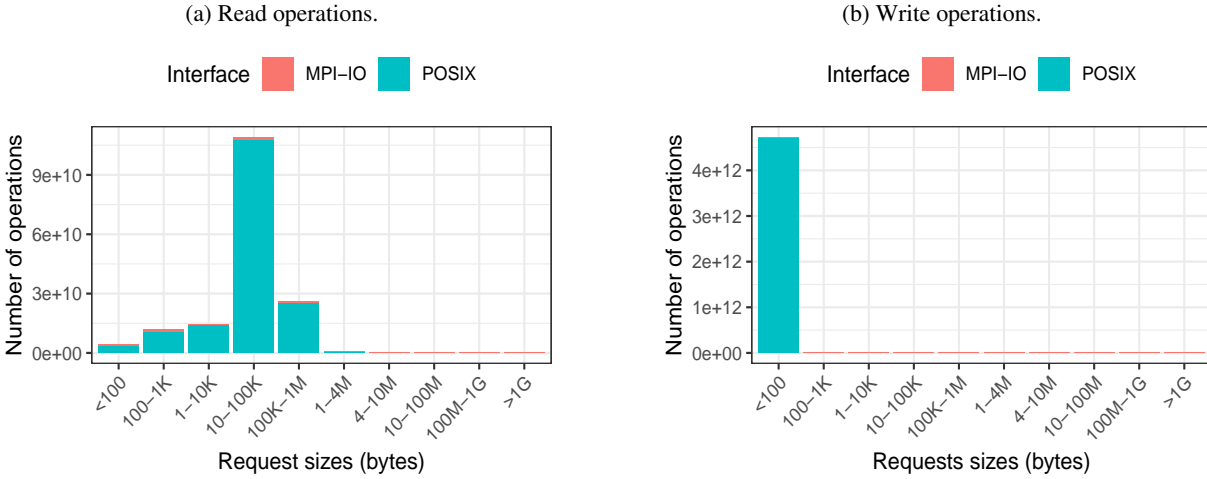 (a) Read operations.
Interface MPI−IO POSIX
Number of operations
9e+10
6e+10
3e+10
0e+00
<100
100−1K
1−10K
10−100K
100K−1M
1−4M
4−10M
10−100M
100M−1G
>1G
Request sizes (bytes)
(b) Write operations.
Interface MPI−IO POSIX
Number of operations
4e+12
3e+12
2e+12
1e+12
0e+00
<100
100−1K
1−10K
10−100K
100K−1M
1−4M
4−10M
10−100M
100M−1G
>1G
Requests sizes (bytes)